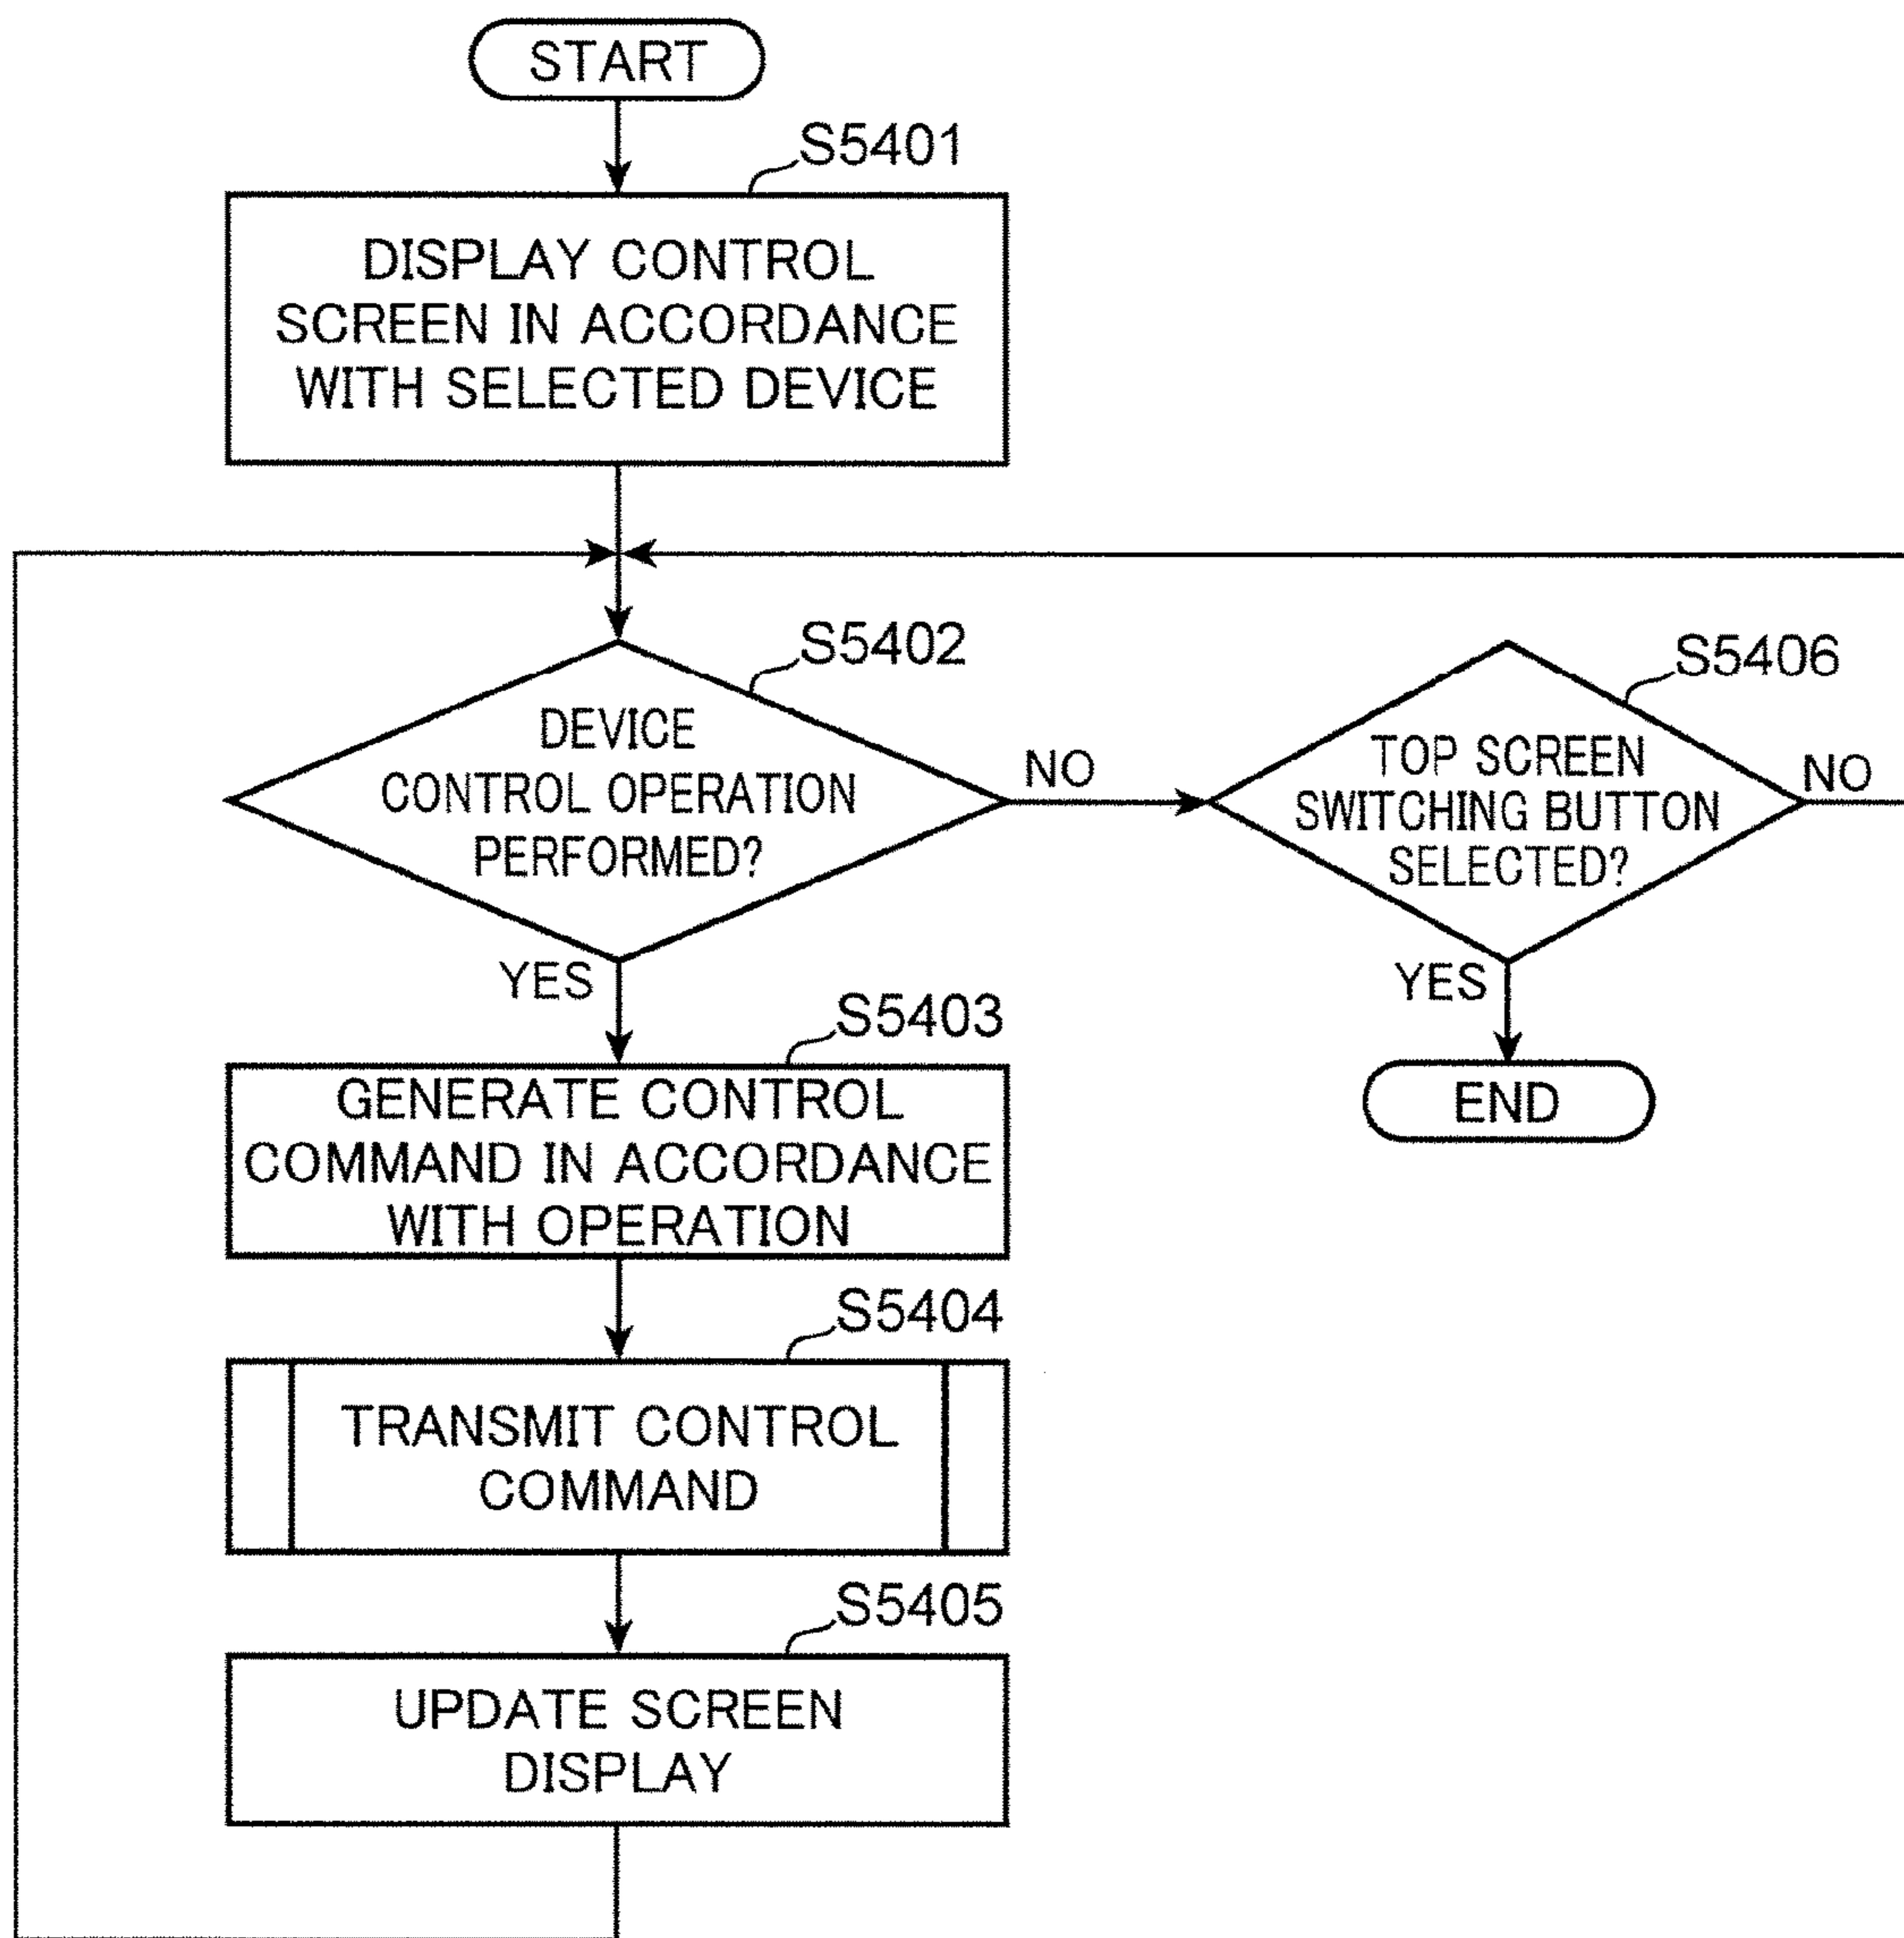 START
S5401
DISPLAY CONTROL
SCREEN IN ACCORDANCE
WITH SELECTED DEVICE
S5402
DEVICE
CONTROL OPERATION
PERFORMED?
NO
YES
S5406
TOP SCREEN
SWITCHING BUTTON
SELECTED?
NO
YES
END
S5403
GENERATE CONTROL
COMMAND IN ACCORDANCE
WITH OPERATION
S5404
TRANSMIT CONTROL
COMMAND
S5405
UPDATE SCREEN
DISPLAY